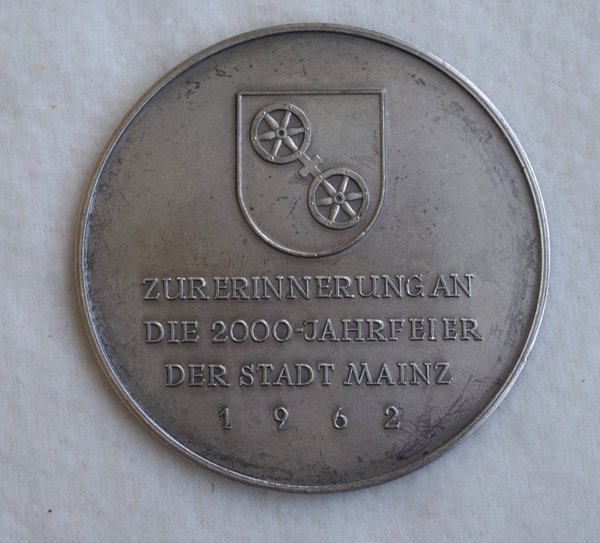 ZUR ERINNERUNG AN
DIE 2000-JAHRFEIER
DER STADT MAINZ
1962